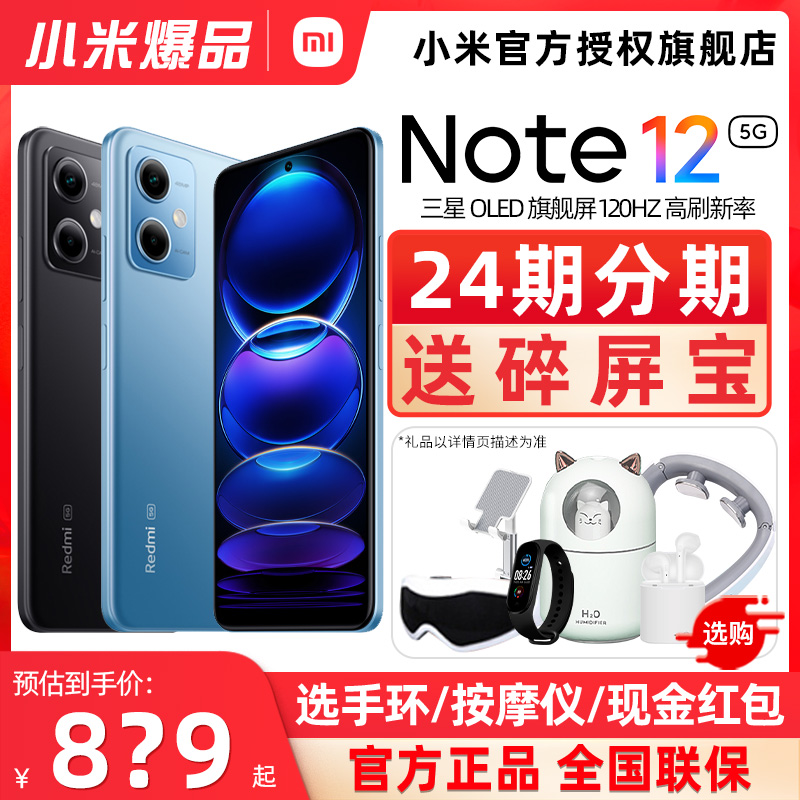 小米爆品
mi
小米官方授权旗舰店
Note 12 5G
三星 OLED 旗舰屏 120HZ 高刷新率
24期分期
送碎屏宝
*礼品以详情页描述为准
Redmi 5G
Redmi 5G
08:26
H₂O
HUMIDIFIER
选购
预估到手价:
¥8?9起
选手环/按摩仪/现金红包
官方正品 全国联保